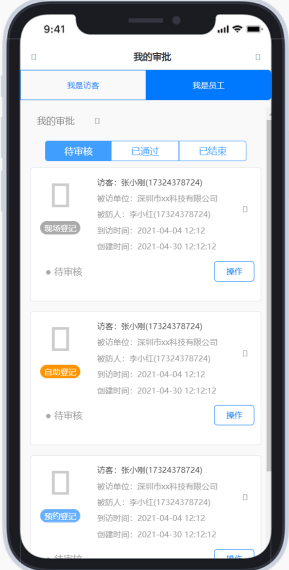 9:41
我的审批
我是访客
我是员工
我的审批
待审核
已通过
已结束
访客：张小刚(17324378724)
被访单位：深圳市xx科技有限公司
被防人：李小红(17324378724)
到访时间：2021-04-04 12:12
创建时间：2021-04-30 12:12:12
现场登记
待审核
操作
访客：张小刚(17324378724)
被访单位：深圳市xx科技有限公司
被防人：李小红(17324378724)
到访时间：2021-04-04 12:12
创建时间：2021-04-30 12:12:12
自助登记
待审核
操作
访客：张小刚(17324378724)
被访单位：深圳市xx科技有限公司
被防人：李小红(17324378724)
到访时间：2021-04-04 12:12
创建时间：2021-04-30 12:12:12
预约登记
待审核
操作